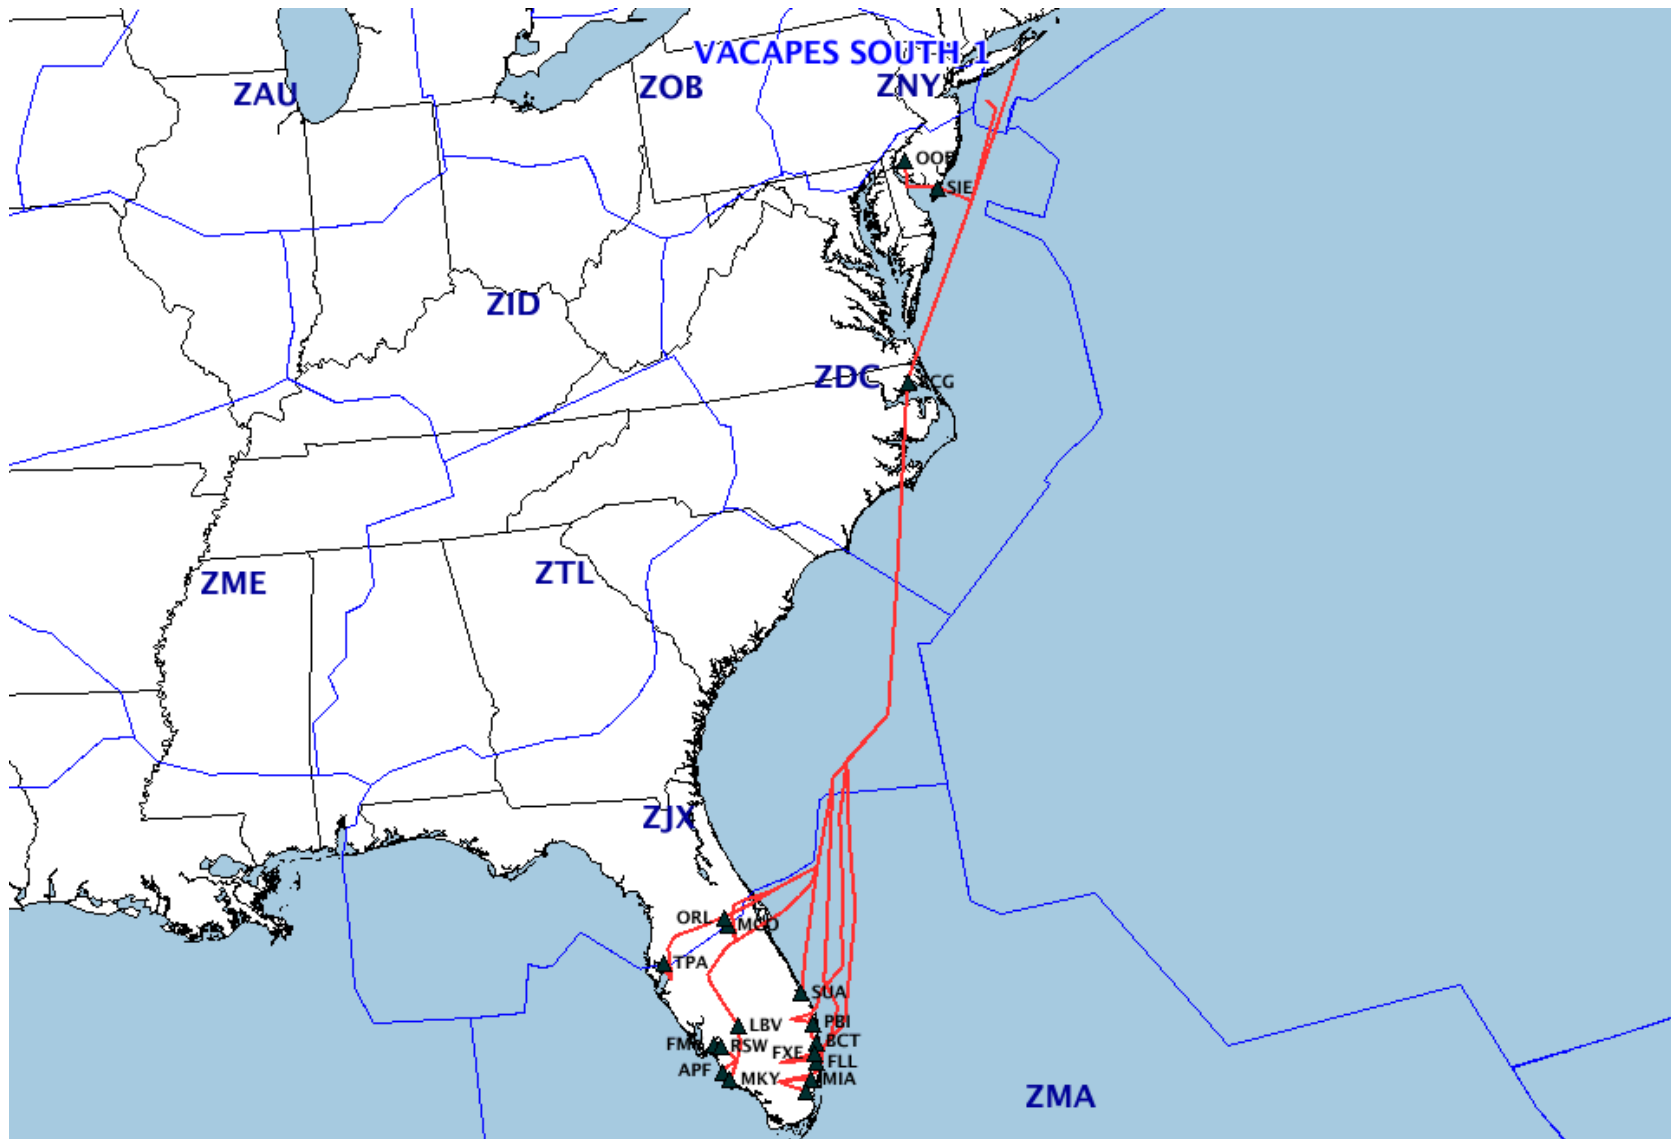 VACAPES SOUTH 1
ZAU
ZOB
ZNY
SIE
ZID
ZDC
ZME
ZTL
ZJX
ORL
MCO
TPA
SUA
LBV
PBI
RSW
BCT
FXE
FLL
APF
MKY
MIA
ZMA